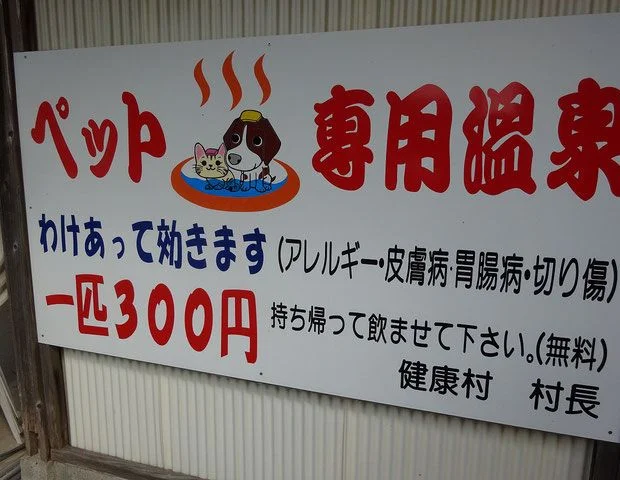 ペット専用温泉
わけあって効きます(アレルギー・皮膚病・胃腸病・切り傷)
一匹300円 持ち帰って飲ませて下さい。(無料)
健康村 村長